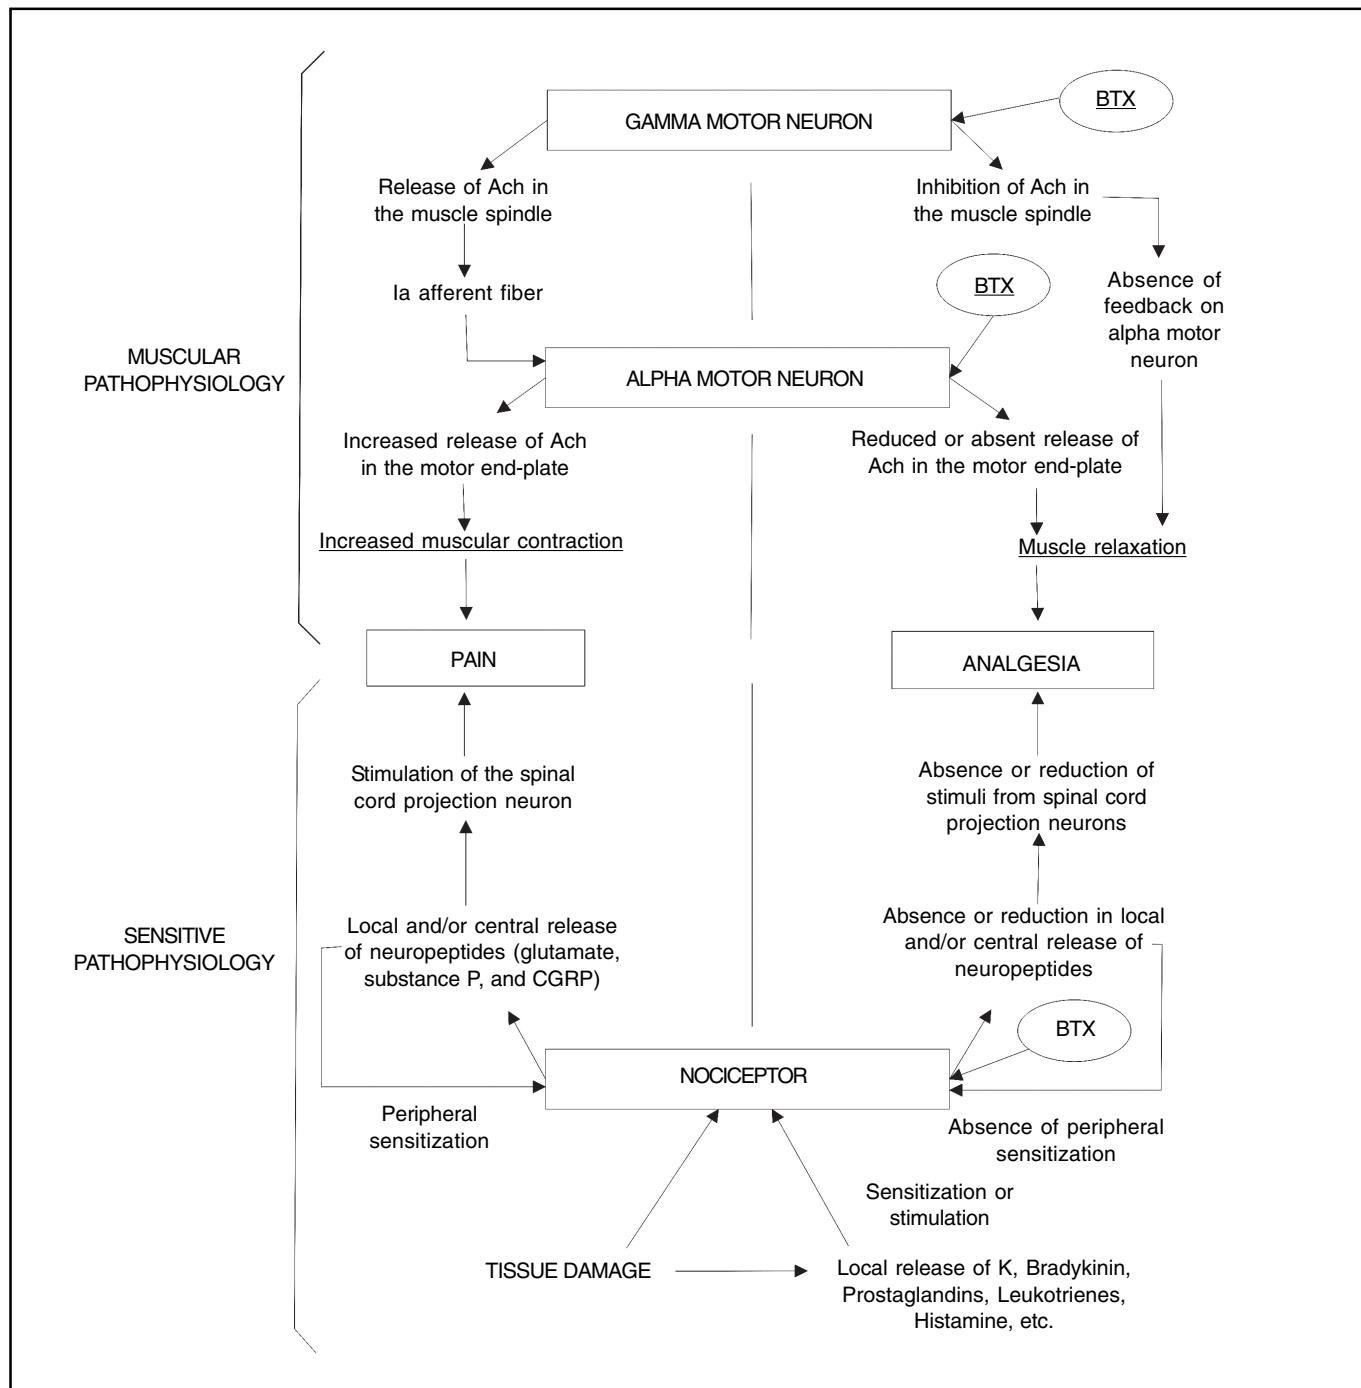 BTX
GAMMA MOTOR NEURON
Release of Ach in
the muscle spindle
Inhibition of Ach in
the muscle spindle
Ia afferent fiber
BTX
Absence of
feedback on
alpha motor
neuron
MUSCULAR
PATHOPHYSIOLOGY
ALPHA MOTOR NEURON
Increased release of Ach
in the motor end-plate
Reduced or absent release of
Ach in the motor end-plate
Increased muscular contraction
Muscle relaxation
PAIN
ANALGESIA
Stimulation of the spinal
cord projection neuron
Absence or reduction of
stimuli from spinal cord
projection neurons
SENSITIVE
PATHOPHYSIOLOGY
Local and/or central release
of neuropeptides (glutamate,
substance P, and CGRP)
Absence or reduction in local
and/or central release of
neuropeptides
BTX
NOCICEPTOR
Peripheral
sensitization
Absence of peripheral
sensitization
Sensitization or
stimulation
TISSUE DAMAGE
Local release of K, Bradykinin,
Prostaglandins, Leukotrienes,
Histamine, etc.